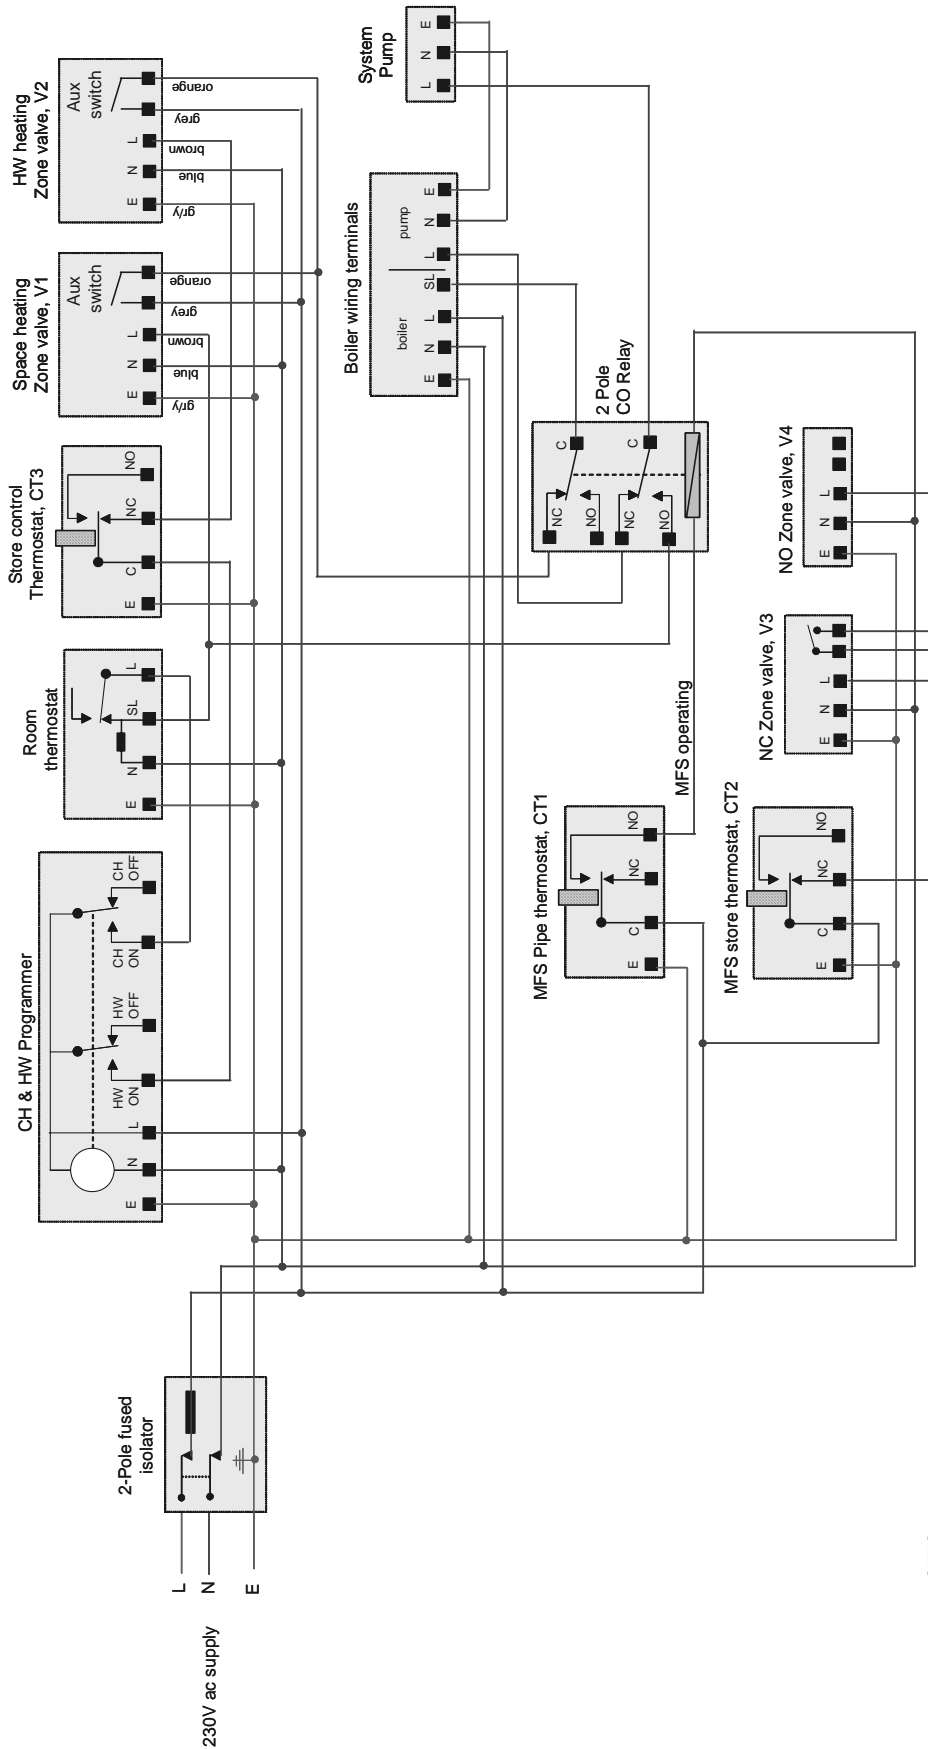 230V ac supply
L
N
E
2-Pole fused
isolator
CH & HW Programmer
E
N
L
HW
ON
HW
OFF
CH
ON
CH
OFF
Room
thermostat
E
N
SL
L
Store control
Thermostat, CT3
E
C
NC
NO
Space heating
Zone valve, V1
E
N
L
Aux
switch
gr/y
blue
brown
grey
orange
HW heating
Zone valve, V2
E
N
L
Aux
switch
gr/y
blue
brown
grey
orange
Boiler wiring terminals
boiler
pump
E
N
L
SL
L
N
E
System
Pump
L
N
E
2 Pole
CO Relay
NC
NO
C
NC
NO
C
MFS operating
MFS Pipe thermostat, CT1
E
C
NC
NO
MFS store thermostat, CT2
E
C
NC
NO
NC Zone valve, V3
E
N
L
NO Zone valve, V4
E
N
L